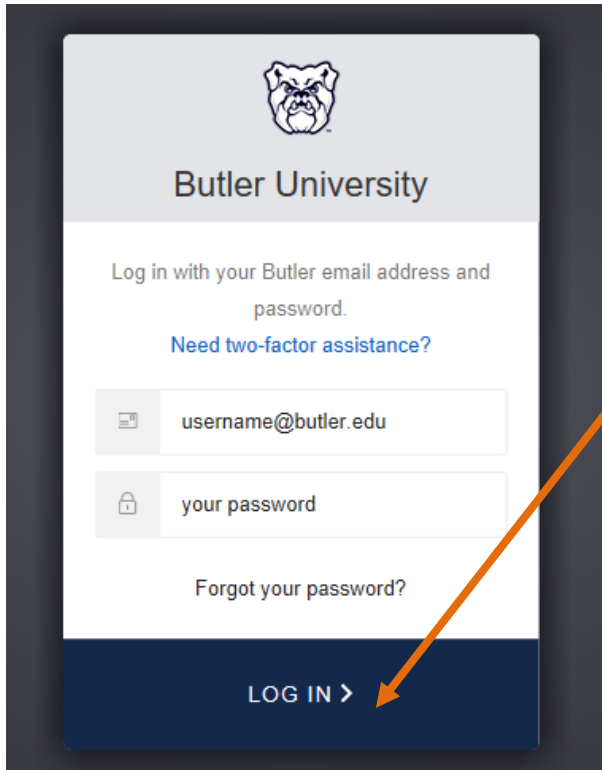 Butler University
Log in with your Butler email address and
password.
Need two-factor assistance?
username@butler.edu
your password
Forgot your password?
LOG IN >